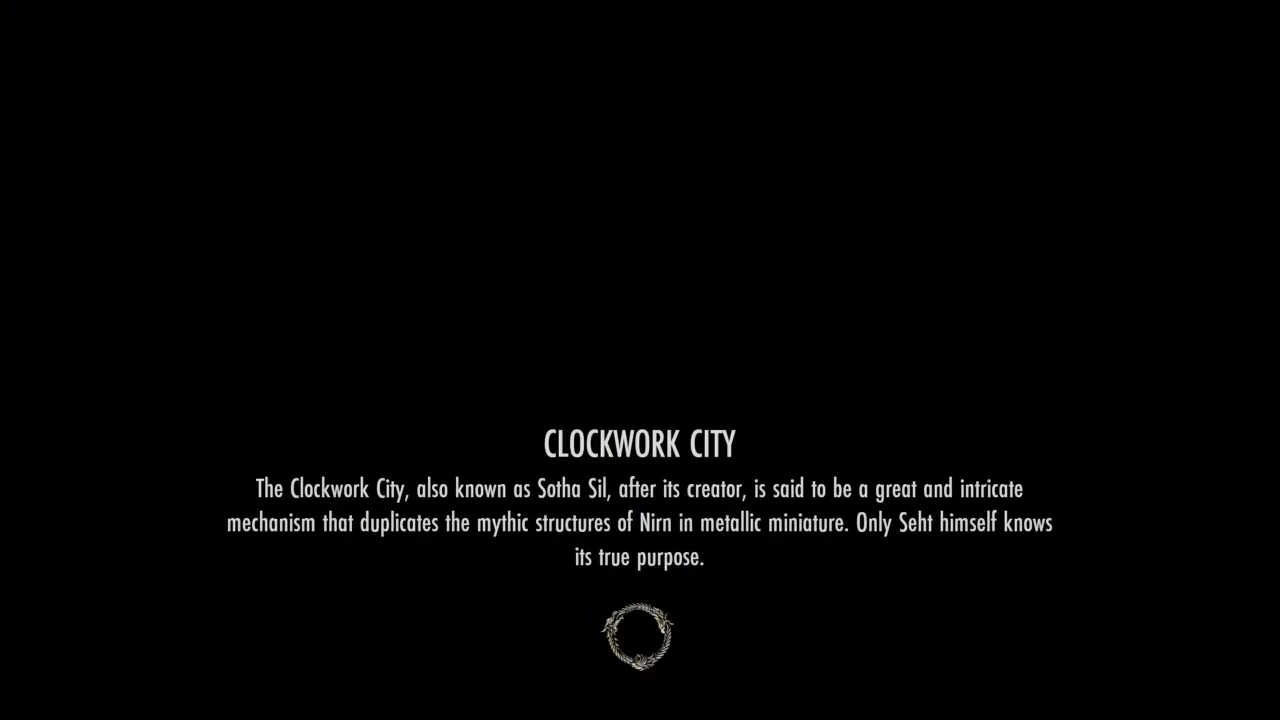 CLOCKWORK CITY
The Clockwork City, also known as Sotha Sil, after its creator, is said to be a great and intricate
mechanism that duplicates the mythic structures of Nirn in metallic miniature. Only Seht himself knows
its true purpose.